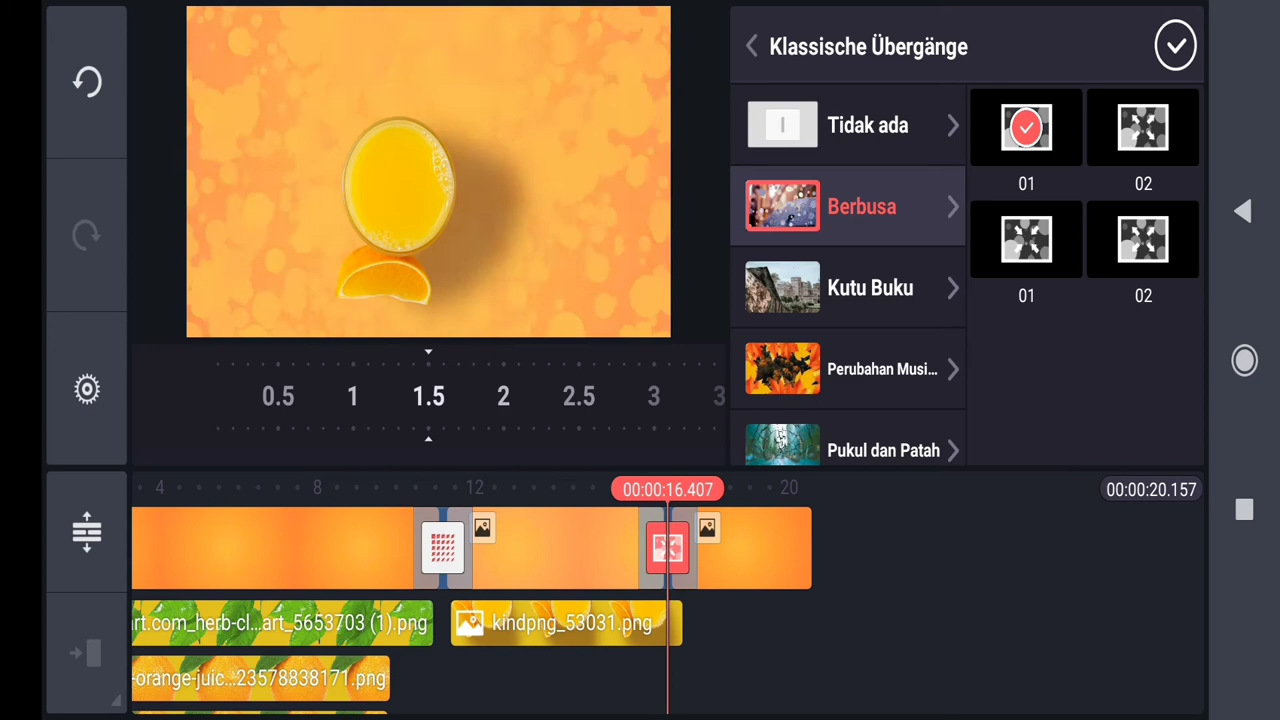 Klassische Übergänge
Tidak ada
Berbusa
Kutu Buku
Perubahan Musi...
Pukul dan Patah
01
02
01
02
0.5
1
1.5
2
2.5
3
3
4
8
12
00:00:16.407
20
00:00:20.157
art.com_herb-cl...art_5653703 (1).png
kindpng_53031.png
-orange-juic...23578838171.png